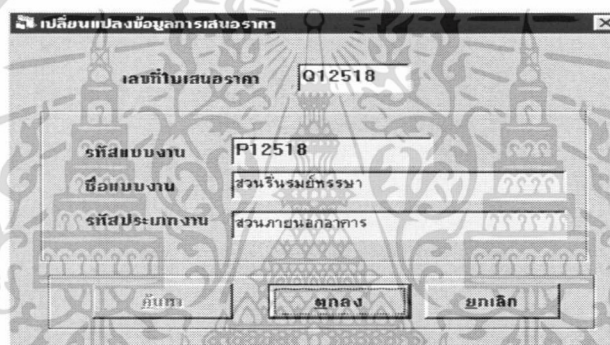 เปลี่ยนแปลงข้อมูลการเสนอราคา
เลขที่ใบเสนอราคา Q12518
รหัสแบบงาน P12518
ชื่อแบบงาน สวนรื่นรมย์หรรษา
รหัสประเภทงาน สวนภายนอกอาคาร
ค้นหา ตกลง ยกเลิก